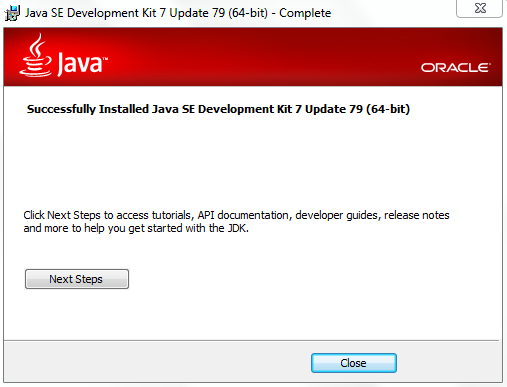 Java SE Development Kit 7 Update 79 (64-bit) - Complete
Java™
ORACLE®
Successfully Installed Java SE Development Kit 7 Update 79 (64-bit)
Click Next Steps to access tutorials, API documentation, developer guides, release notes
and more to help you get started with the JDK.
Next Steps
Close